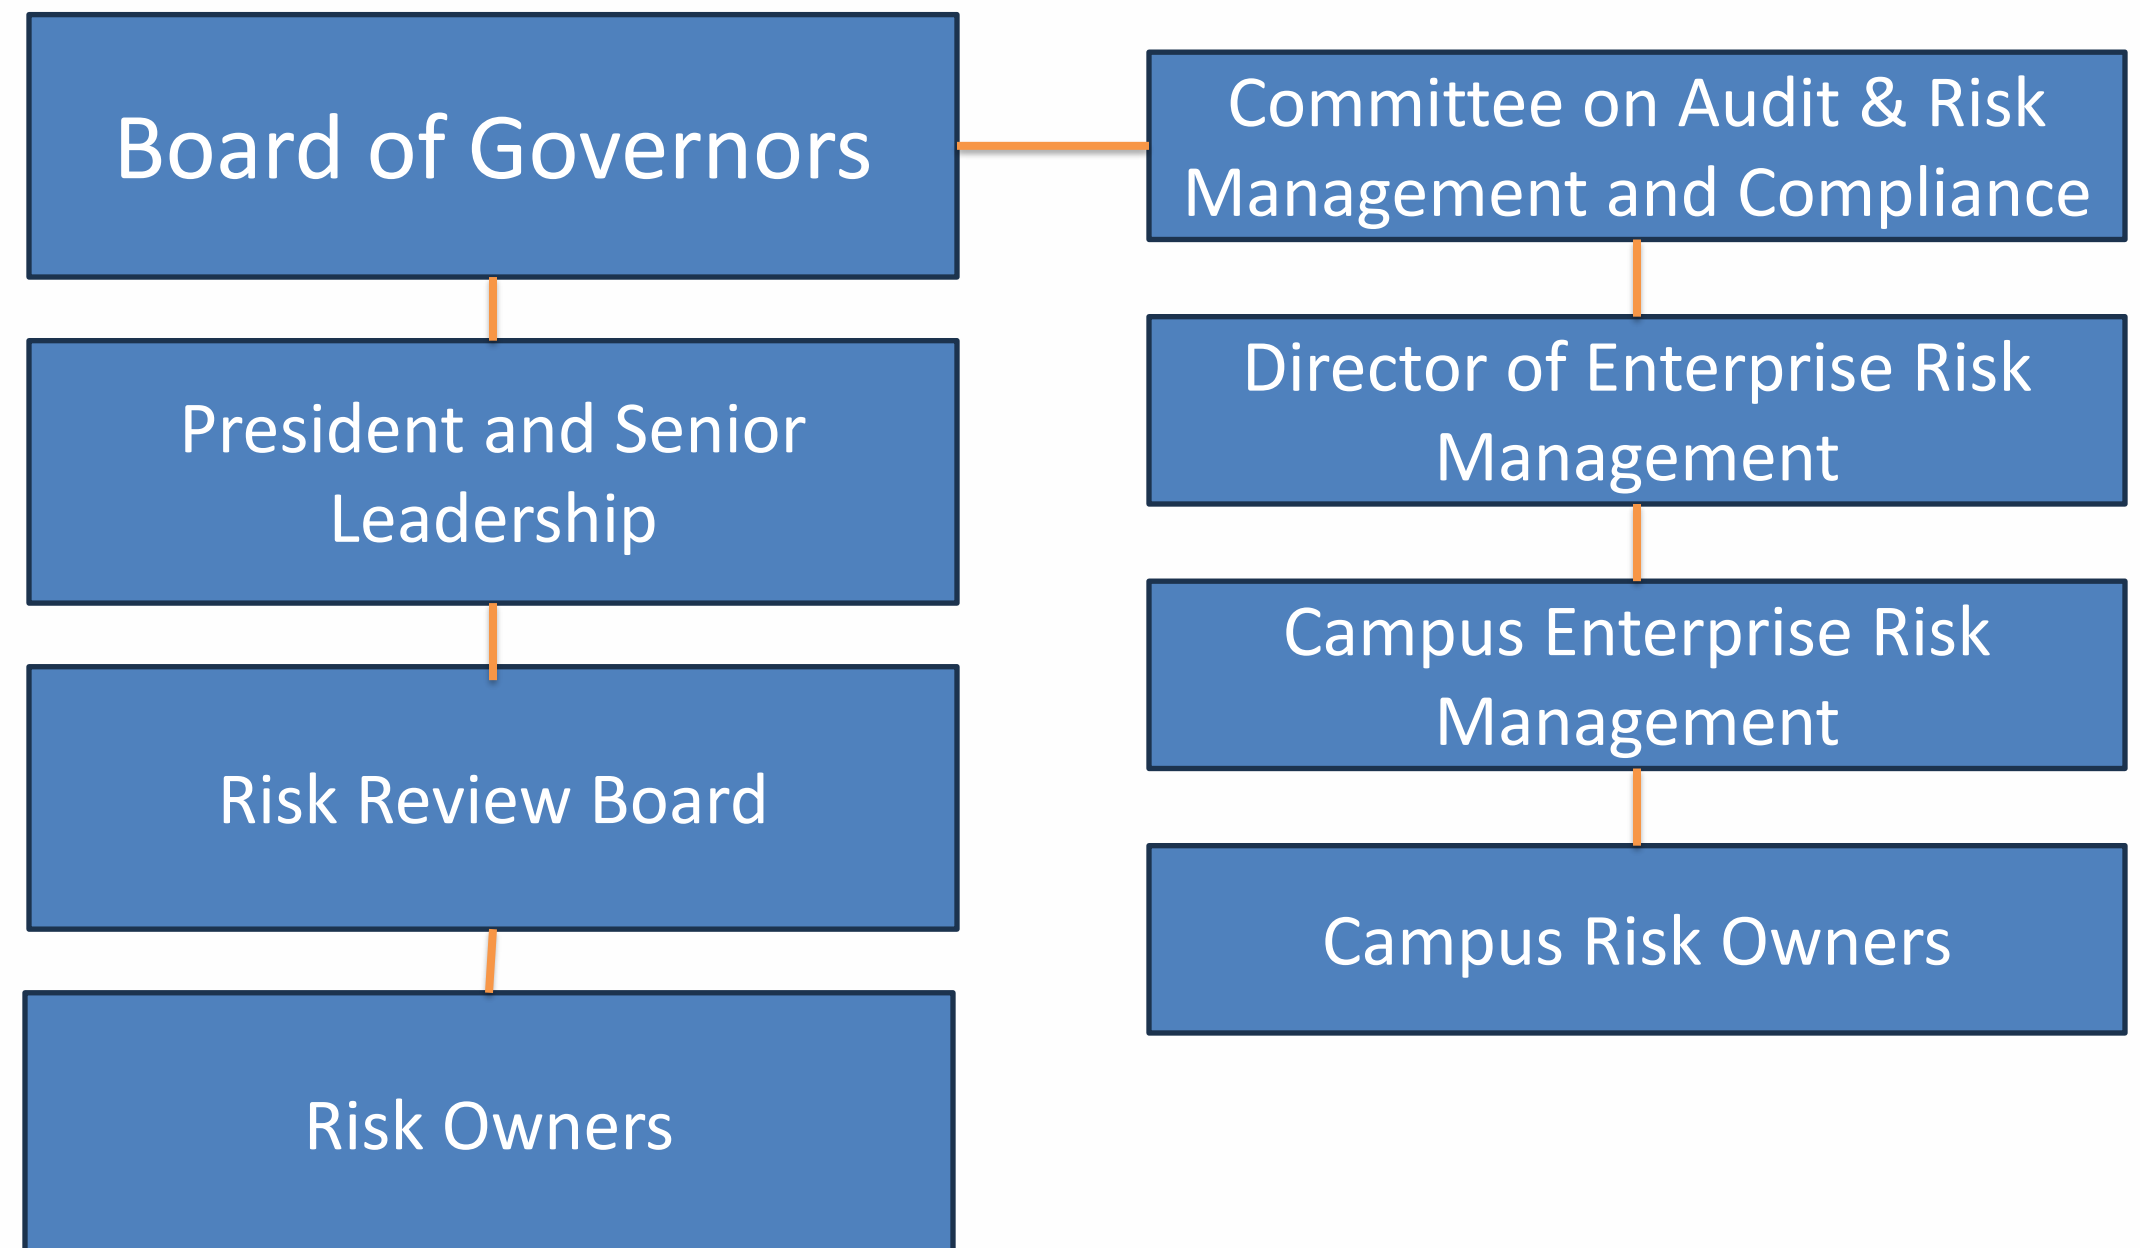 Board of Governors
President and Senior
Leadership
Risk Review Board
Risk Owners
Committee on Audit & Risk
Management and Compliance
Director of Enterprise Risk
Management
Campus Enterprise Risk
Management
Campus Risk Owners